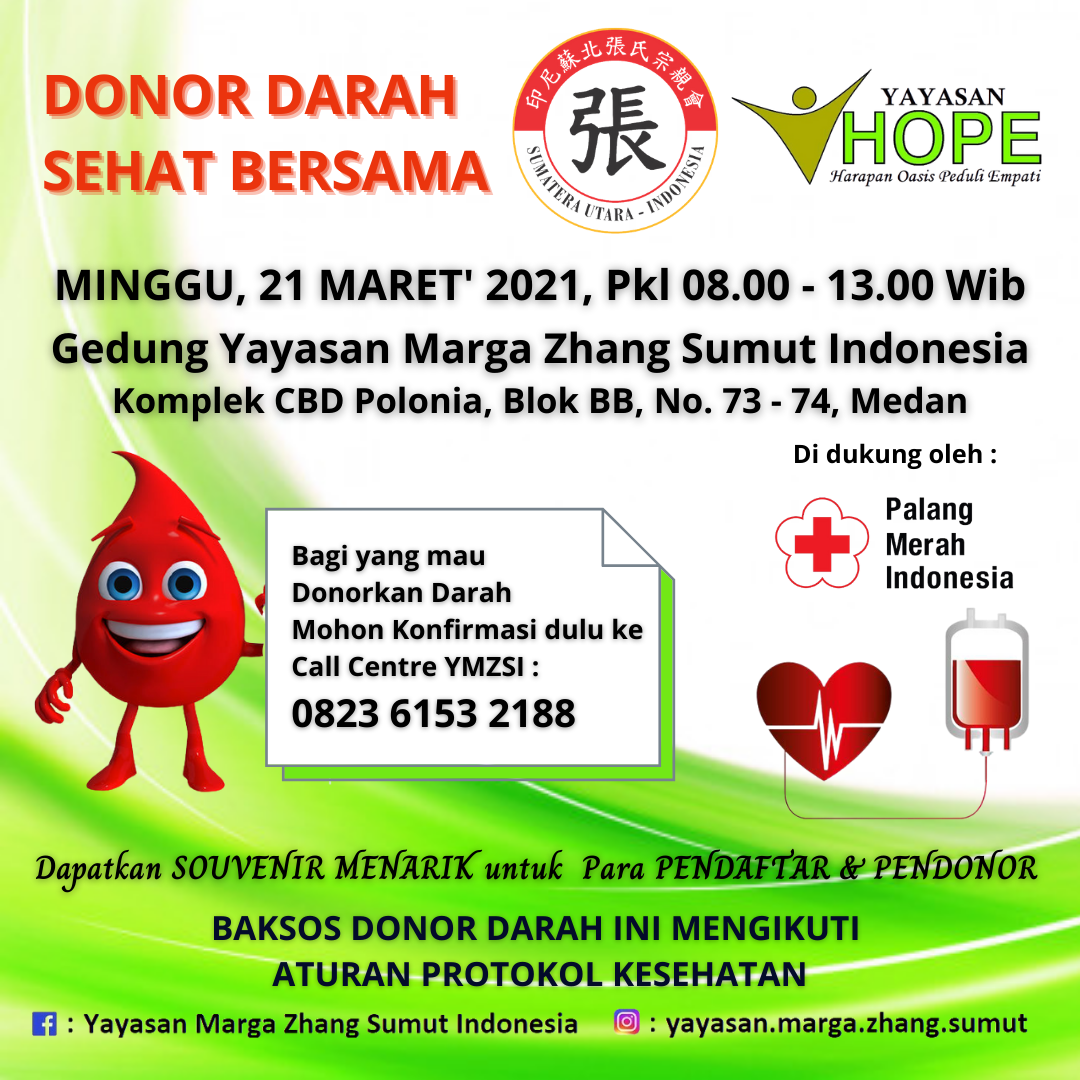 DONOR DARAH
SEHAT BERSAMA
印尼蘇北張氏宗親會
張
SUMATERA UTARA - INDONESIA
YAYASAN
HOPE
Harapan Oasis Peduli Empati
MINGGU, 21 MARET' 2021, Pkl 08.00 - 13.00 Wib
Gedung Yayasan Marga Zhang Sumut Indonesia
Komplek CBD Polonia, Blok BB, No. 73 - 74, Medan
Di dukung oleh :
Palang
Merah
Indonesia
Bagi yang mau
Donorkan Darah
Mohon Konfirmasi dulu ke
Call Centre YMZSI :
0823 6153 2188
Dapatkan SOUVENIR MENARIK untuk Para PENDAFTAR & PENDONOR
BAKSOS DONOR DARAH INI MENGIKUTI
ATURAN PROTOKOL KESEHATAN
: Yayasan Marga Zhang Sumut Indonesia
: yayasan.marga.zhang.sumut